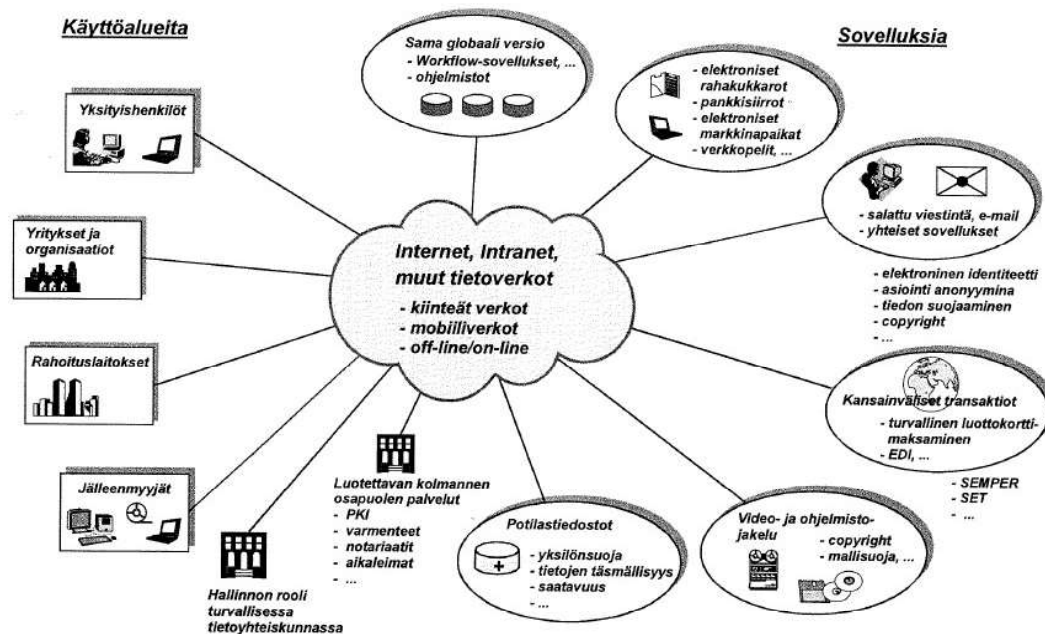 Käyttöalueita
Sovelluksia
Sama globaali versio
- Workflow-sovellukset, ...
- ohjelmistot
- elektroniset
rahakukkarot
- pankkisiirrot
- elektroniset
markkinapaikat
- verkkopelit, ...
Yksityishenkilöt
- salattu viestintä, e-mail
- yhteiset sovellukset
Yritykset ja
organisaatiot
Internet, Intranet,
muut tietoverkot
- kiinteät verkot
- mobiiliverkot
- off-line/on-line
- elektroninen identiteetti
- asiointi anonyymina
- tiedon suojaaminen
- copyright
- ...
Rahoituslaitokset
Kansainväliset transaktiot
- turvallinen luottokortti-
maksaminen
- EDI, ...
- SEMPER
- SET
- ...
Jälleenmyyjät
Hallinnon rooli
turvallisessa
tietoyhteiskunnassa
Luotettavan kolmannen
osapuolen palvelut
- PKI
- varmenteet
- notariaatit
- aikaleimat
- ...
Potilastiedostot
- yksilönsuoja
- tietojen täsmällisyys
- saatavuus
- ...
Video- ja ohjelmisto-
jakelu
- copyright
- mallisuoja, ...